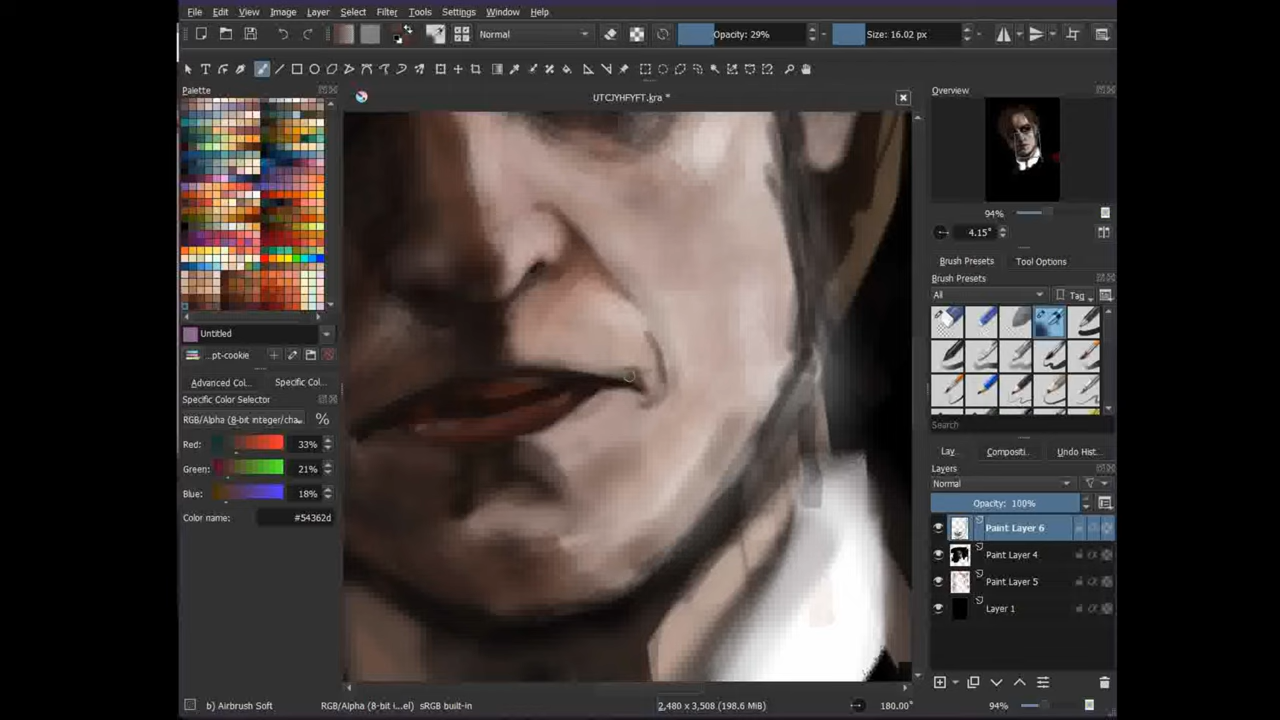 File Edit View Image Layer Select Filter Tools Settings Window Help
Normal Opacity: 29% Size: 16.02 px
Palette
UTCJYHFYFT.kra *
Overview
94%
4.15°
Brush Presets Tool Options
Brush Presets
All Tag
Untitled
...pt-cookie
Advanced Col... Specific Col...
Specific Color Selector
RGB/Alpha (8-bit integer/cha... %
Red: 33%
Green: 21%
Blue: 18%
Color name: #54362d
Search
Lay... Compositi... Undo Hist...
Layers
Normal
Opacity: 100%
Paint Layer 6
Paint Layer 4
Paint Layer 5
Layer 1
b) Airbrush Soft RGB/Alpha (8-bit i...el) sRGB built-in 2,480 x 3,508 (198.6 MiB) 180.00° 94%